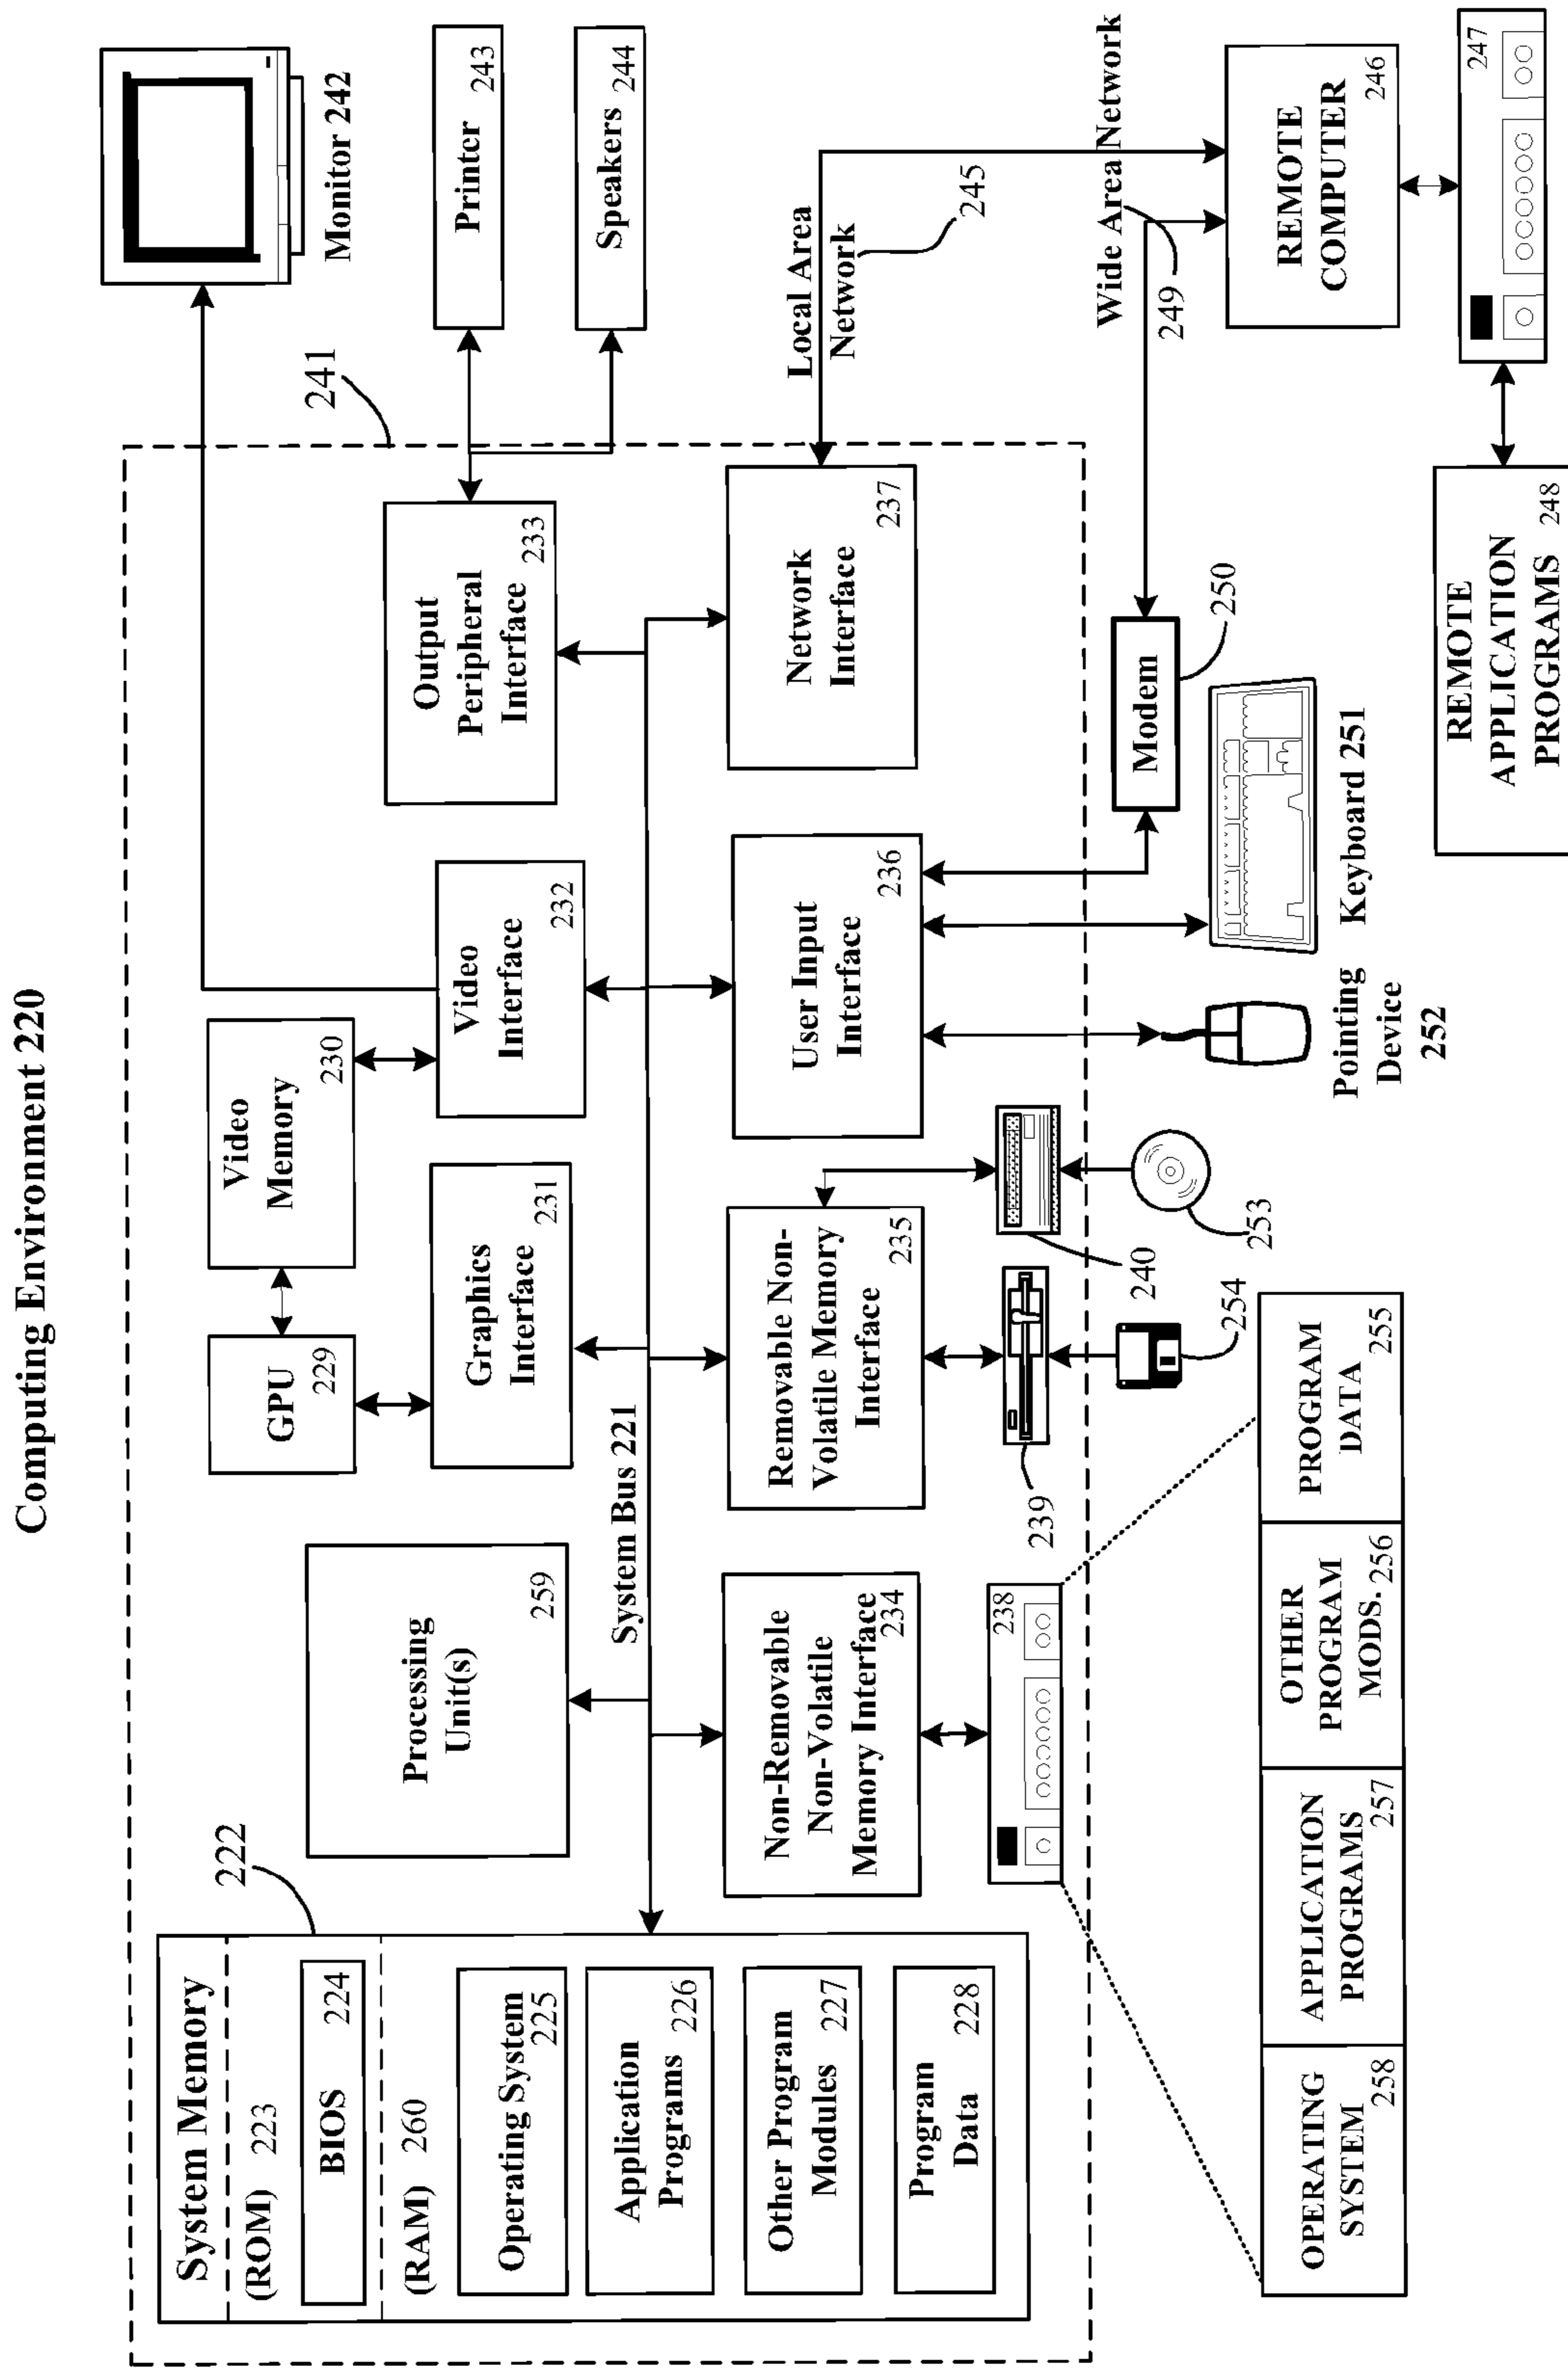 Computing Environment 220
System Memory
222
(ROM) 223
BIOS
224
(RAM) 260
Operating System
225
Application
Programs
226
Other Program
Modules
227
Program
Data
228
Processing
Unit(s)
259
System Bus 221
GPU
229
Video
Memory
230
Graphics
Interface
231
Video
Interface
232
Output
Peripheral
Interface
233
241
Monitor 242
Printer
243
Speakers
244
Non-Removable
Non-Volatile
Memory Interface
234
Removable Non-
Volatile Memory
Interface
235
User Input
Interface
236
Network
Interface
237
Local Area
Network
245
238
239
240
254
253
Pointing
Device
252
Keyboard 251
Modem
250
Wide Area Network
249
REMOTE
COMPUTER
246
247
REMOTE
APPLICATION
PROGRAMS
248
OPERATING
SYSTEM
258
APPLICATION
PROGRAMS
257
OTHER
PROGRAM
MODS.
256
PROGRAM
DATA
255